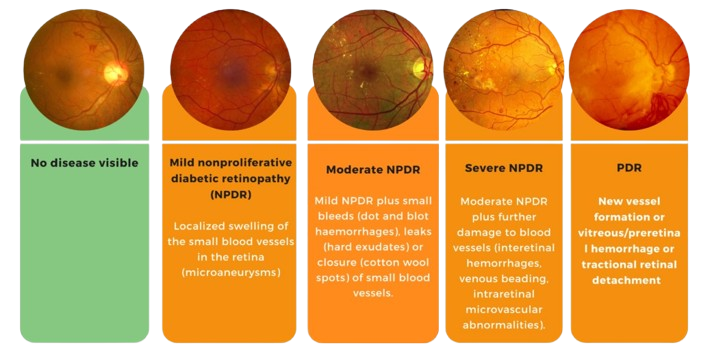 No disease visible
Mild nonproliferative
diabetic retinopathy
(NPDR)
Localized swelling of
the small blood vessels
in the retina
(microaneurysms)
Moderate NPDR
Mild NPDR plus small
bleeds (dot and blot
haemorrhages), leaks
(hard exudates) or
closure (cotton wool
spots) of small blood
vessels.
Severe NPDR
Moderate NPDR
plus further
damage to blood
vessels (interetinal
hemorrhages,
venous beading,
intraretinal
microvascular
abnormalities).
PDR
New vessel
formation or
vitreous/preretina
l hemorrhage or
tractional retinal
detachment